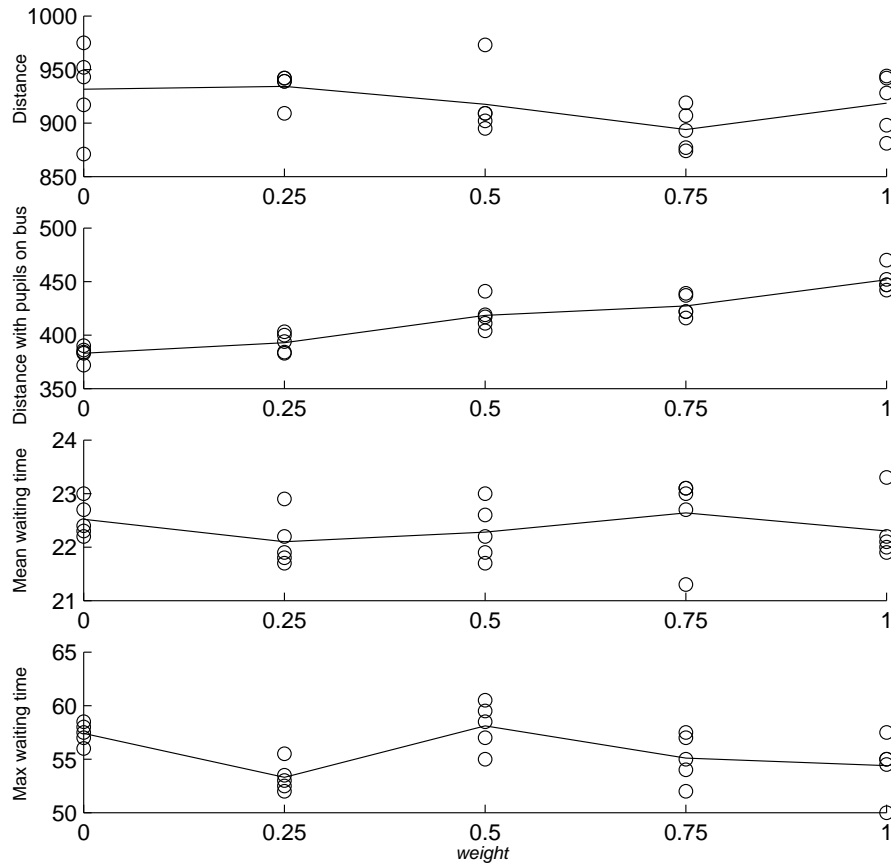 1000
950
900
850
Distance
0 0.25 0.5 0.75 1
500
450
400
350
Distance with pupils on bus
0 0.25 0.5 0.75 1
24
23
22
21
Mean waiting time
0 0.25 0.5 0.75 1
65
60
55
50
Max waiting time
0 0.25 0.5 0.75 1
weight